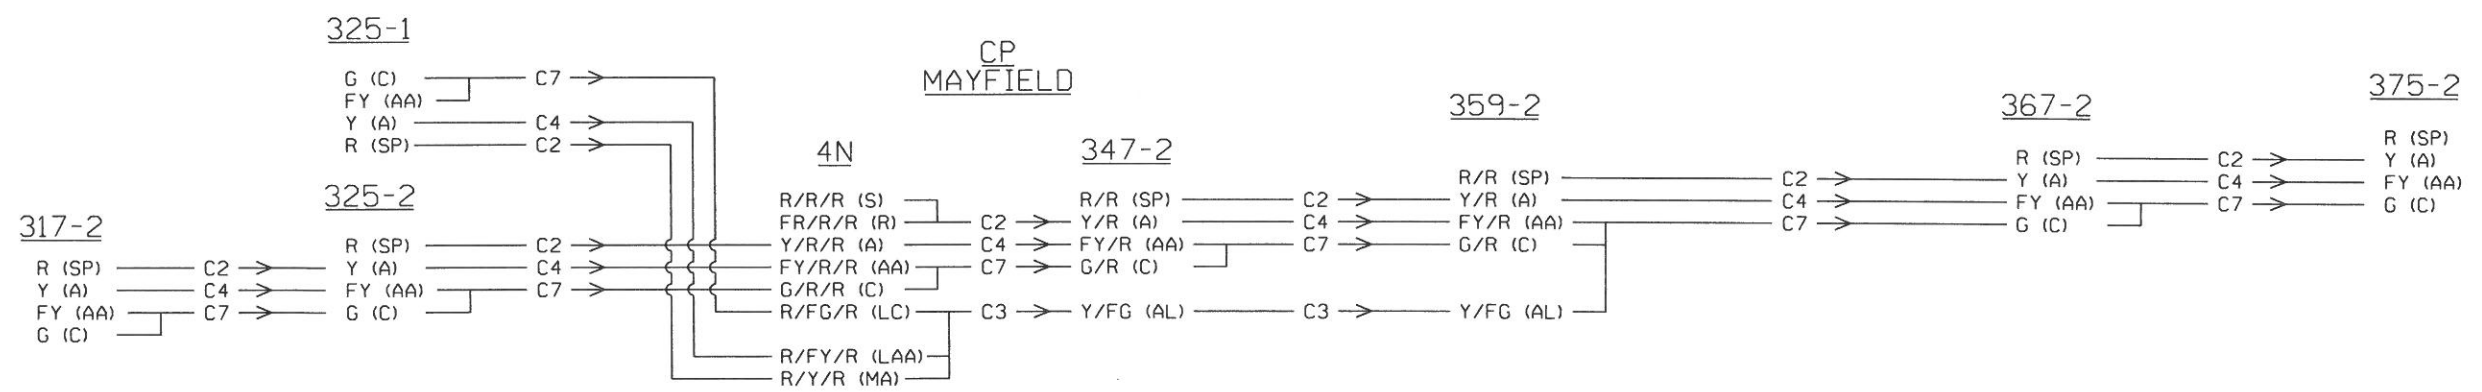 325-1
G (C) C7
FY (AA)
Y (A) C4
R (SP) C2
CP
MAYFIELD
317-2
R (SP) C2
Y (A) C4
FY (AA) C7
G (C)
325-2
R (SP) C2
Y (A) C4
FY (AA) C7
G (C)
4N
R/R/R (S)
FR/R/R (R) C2
Y/R/R (A) C4
FY/R/R (AA) C7
G/R/R (C)
R/FG/R (LC) C3
R/FY/R (LAA)
R/Y/R (MA)
347-2
R/R (SP) C2
Y/R (A) C4
FY/R (AA) C7
G/R (C)
Y/FG (AL) C3
359-2
R/R (SP) C2
Y/R (A) C4
FY/R (AA) C7
G/R (C)
Y/FG (AL)
367-2
R (SP) C2
Y (A) C4
FY (AA) C7
G (C)
375-2
R (SP)
Y (A)
FY (AA)
G (C)